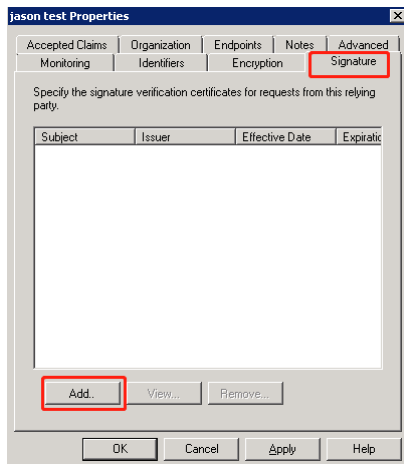 jason test Properties
Accepted Claims Organization Endpoints Notes Advanced
Monitoring Identifiers Encryption Signature
Specify the signature verification certificates for requests from this relying
party.
Subject Issuer Effective Date Expiratic
Add.. View... Remove...
OK Cancel Apply Help